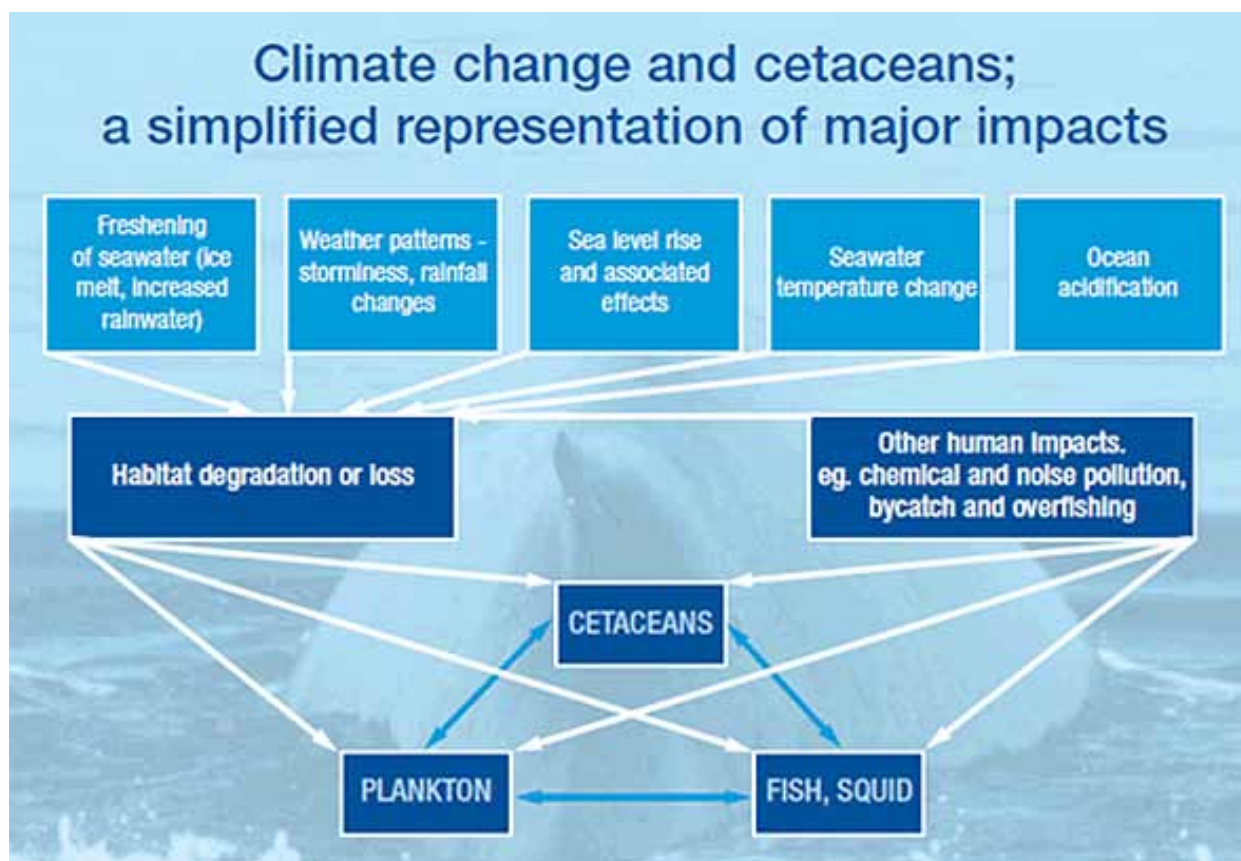 Climate change and cetaceans;
a simplified representation of major impacts
Freshening
of seawater (ice
melt, increased
rainwater)
Weather patterns -
storminess, rainfall
changes
Sea level rise
and associated
effects
Seawater
temperature change
Ocean
acidification
Habitat degradation or loss
Other human impacts.
eg. chemical and noise pollution,
bycatch and overfishing
CETACEANS
PLANKTON
FISH, SQUID